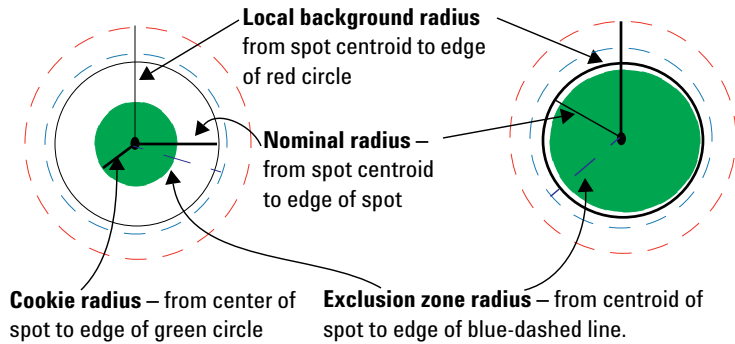 Local background radius
from spot centroid to edge
of red circle
Nominal radius –
from spot centroid
to edge of spot
Cookie radius – from center of
spot to edge of green circle
Exclusion zone radius – from centroid of
spot to edge of blue-dashed line.